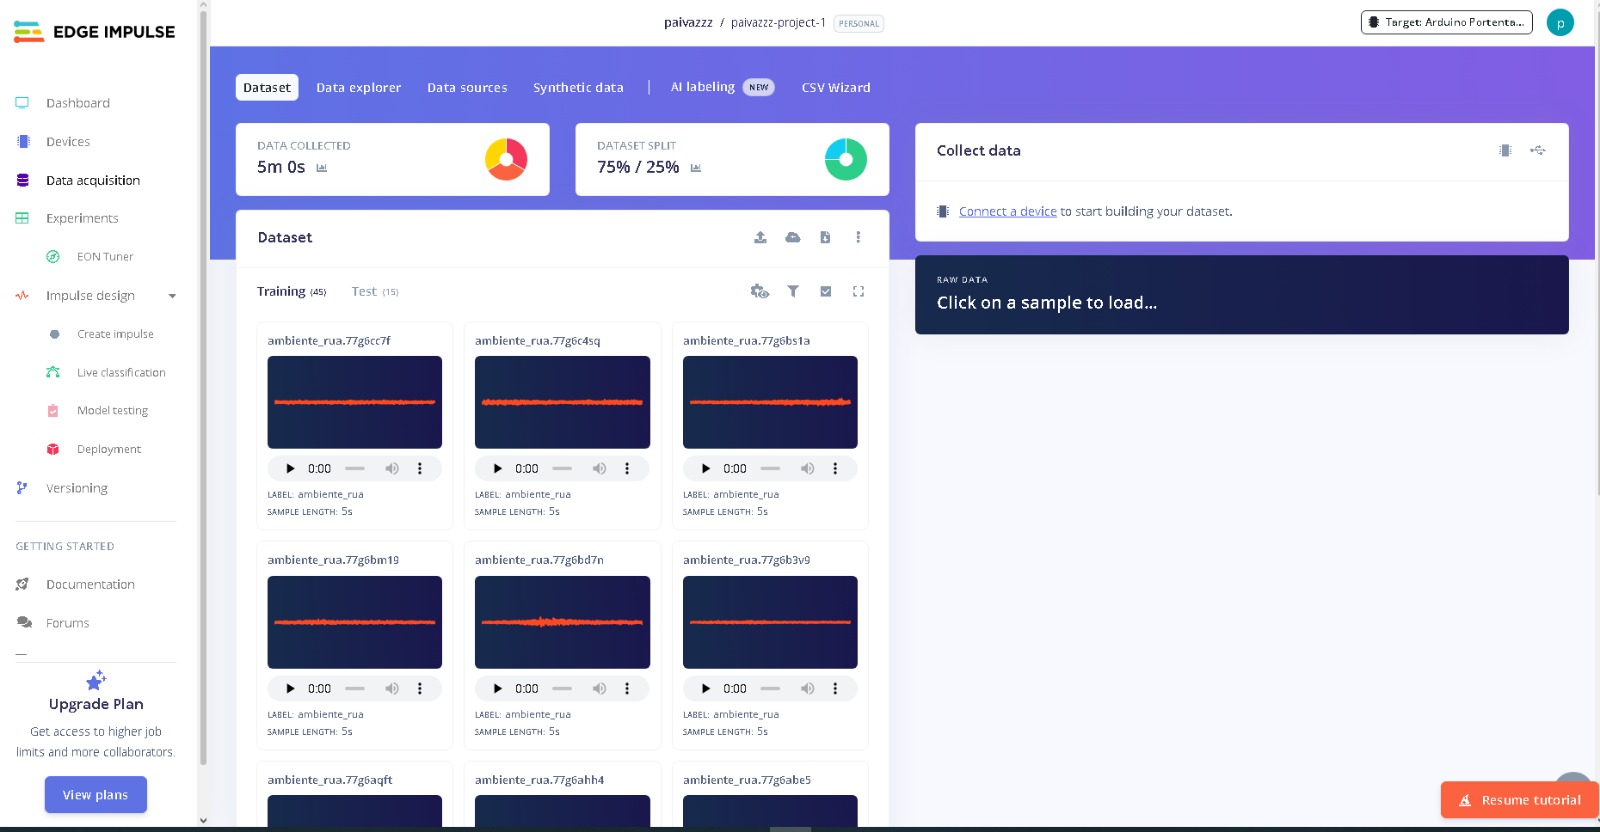 EDGE IMPULSE
paivazzz / paivazzz-project-1 PERSONAL
Target: Arduino Portenta...
p
Dashboard
Devices
Data acquisition
Experiments
EON Tuner
Impulse design
Create impulse
Live classification
Model testing
Deployment
Versioning
GETTING STARTED
Documentation
Forums
Upgrade Plan
Get access to higher job
limits and more collaborators.
View plans
Dataset Data explorer Data sources Synthetic data | AI labeling NEW CSV Wizard
DATA COLLECTED
5m 0s
DATASET SPLIT
75% / 25%
Dataset
Training (45) Test (15)
ambiente_rua.77g6cc7f
0:00
LABEL: ambiente_rua
SAMPLE LENGTH: 5s
ambiente_rua.77g6c4sq
0:00
LABEL: ambiente_rua
SAMPLE LENGTH: 5s
ambiente_rua.77g6bs1a
0:00
LABEL: ambiente_rua
SAMPLE LENGTH: 5s
ambiente_rua.77g6bm19
0:00
LABEL: ambiente_rua
SAMPLE LENGTH: 5s
ambiente_rua.77g6bd7n
0:00
LABEL: ambiente_rua
SAMPLE LENGTH: 5s
ambiente_rua.77g6b3v9
0:00
LABEL: ambiente_rua
SAMPLE LENGTH: 5s
ambiente_rua.77g6aqft
ambiente_rua.77g6ahh4
ambiente_rua.77g6abe5
Collect data
Connect a device to start building your dataset.
RAW DATA
Click on a sample to load...
Resume tutorial